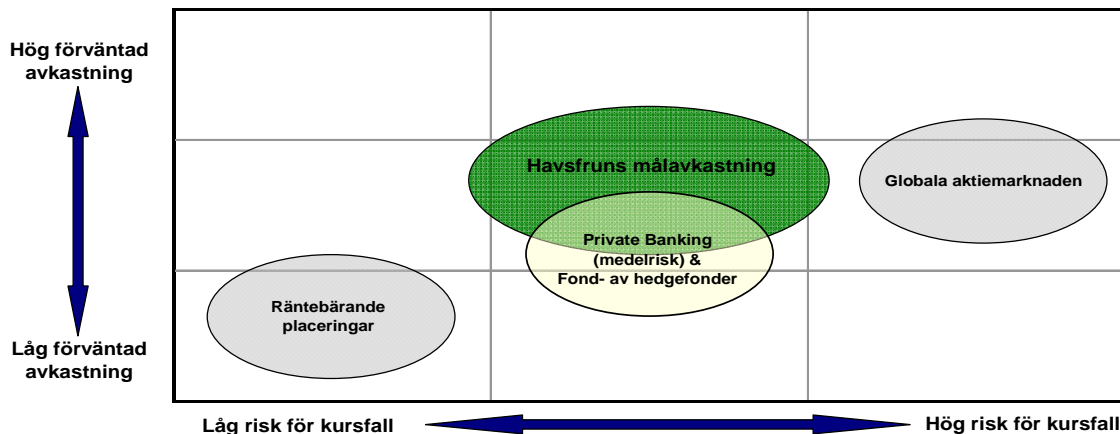 Hög förväntad
avkastning
Havsfruns målavkastning
Globala aktiemarknaden
Private Banking
(medelrisk) &
Fond- av hedgefonder
Räntebärande
placeringar
Låg förväntad
avkastning
Låg risk för kursfall
Hög risk för kursfall